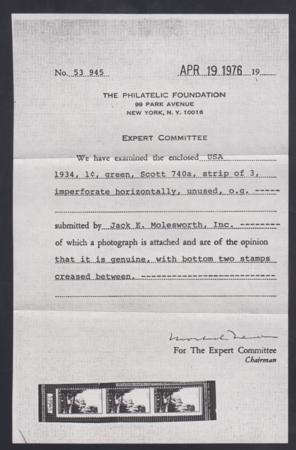 No. 53 945 APR 19 1976 19
THE PHILATELIC FOUNDATION
99 PARK AVENUE
NEW YORK, N. Y. 10016
EXPERT COMMITTEE
We have examined the enclosed USA
1934, 1¢, green, Scott 740a, strip of 3,
imperforate horizontally, unused, o.g. -----
submitted by Jack E. Molesworth, Inc. --------
of which a photograph is attached and are of the opinion
that it is genuine, with bottom two stamps
creased between. ---------------------------
For The Expert Committee
Chairman